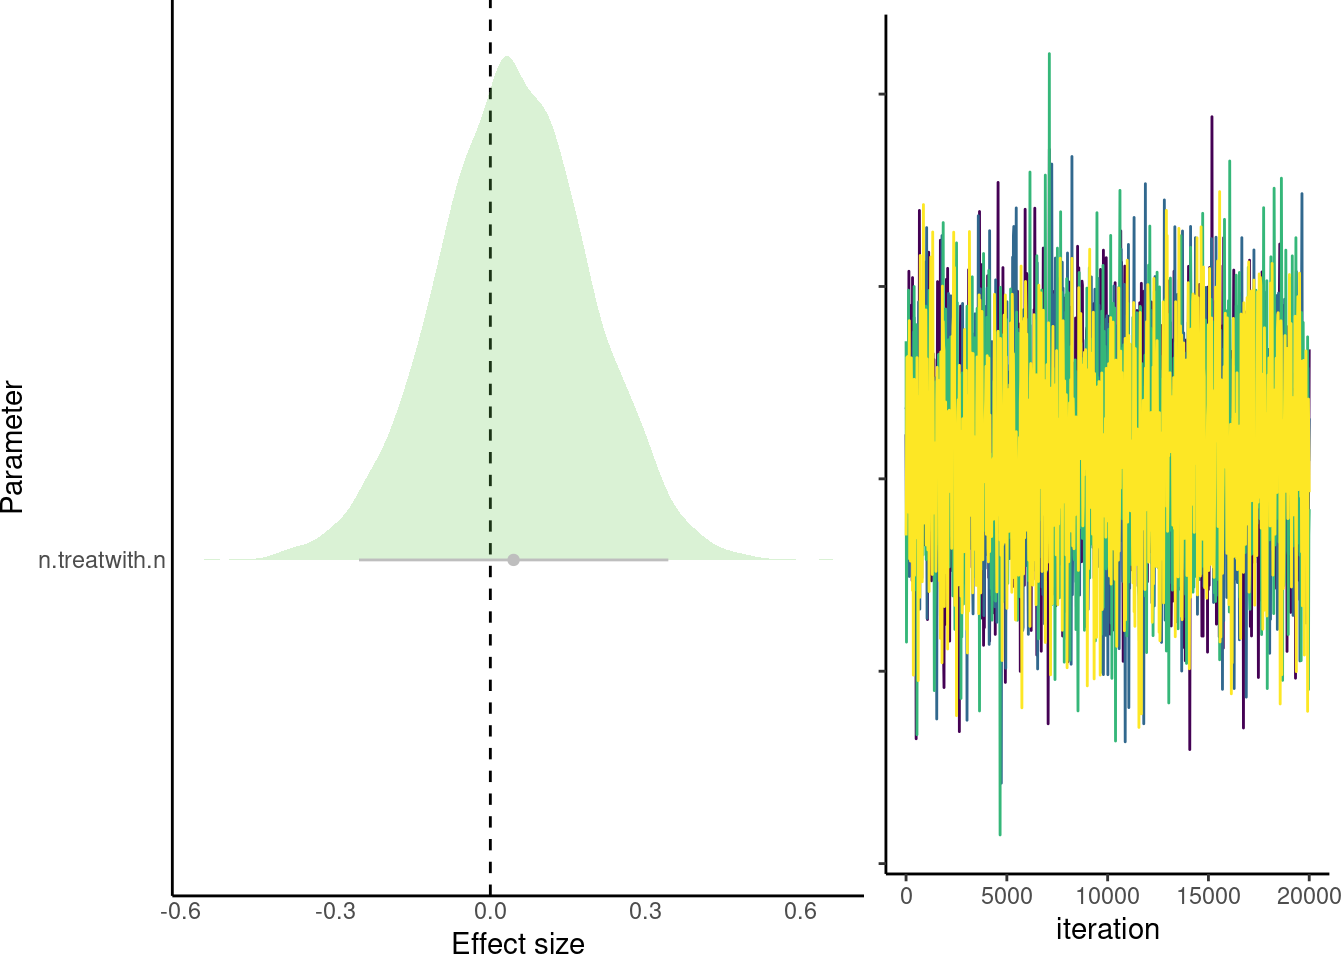 Parameter
n.treatwith.n
-0.6 -0.3 0.0 0.3 0.6
Effect size
0 5000 10000 15000 20000
iteration